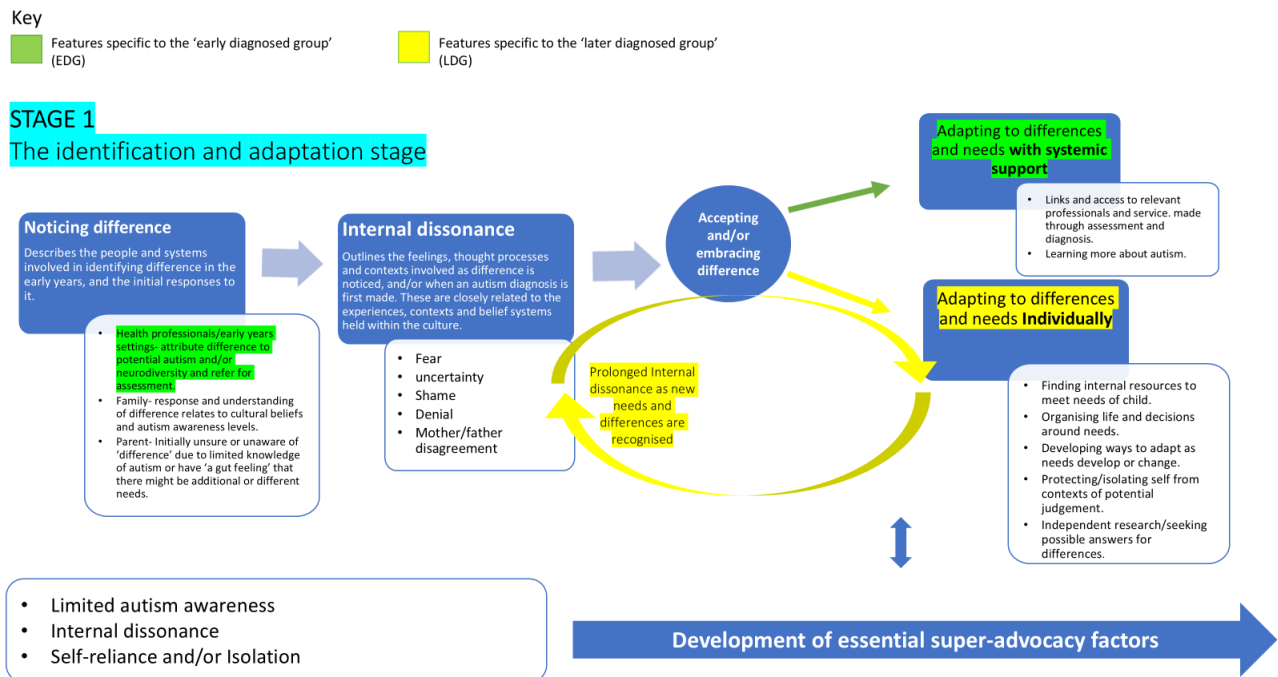 Key
Features specific to the ‘early diagnosed group’
(EDG)
Features specific to the ‘later diagnosed group’
(LDG)
STAGE 1
The identification and adaptation stage
Noticing difference
Describes the people and systems
involved in identifying difference in the
early years, and the initial responses to
it.
• Health professionals/early years
settings- attribute difference to
potential autism and/or
neurodiversity and refer for
assessment.
• Family- response and understanding
of difference relates to cultural beliefs
and autism awareness levels.
• Parent- Initially unsure or unaware of
‘difference’ due to limited knowledge
of autism or have ‘a gut feeling’ that
there might be additional or different
needs.
Internal dissonance
Outlines the feelings, thought processes
and contexts involved as difference is
noticed, and/or when an autism diagnosis is
first made. These are closely related to the
experiences, contexts and belief systems
held within the culture.
• Fear
• uncertainty
• Shame
• Denial
• Mother/father
disagreement
Accepting
and/or
embracing
difference
Prolonged Internal
dissonance as new
needs and
differences are
recognised
Adapting to differences
and needs with systemic
support
• Links and access to relevant
professionals and service. made
through assessment and
diagnosis.
• Learning more about autism.
Adapting to differences
and needs Individually
• Finding internal resources to
meet needs of child.
• Organising life and decisions
around needs.
• Developing ways to adapt as
needs develop or change.
• Protecting/isolating self from
contexts of potential
judgement.
• Independent research/seeking
possible answers for
differences.
• Limited autism awareness
• Internal dissonance
• Self-reliance and/or Isolation
Development of essential super-advocacy factors